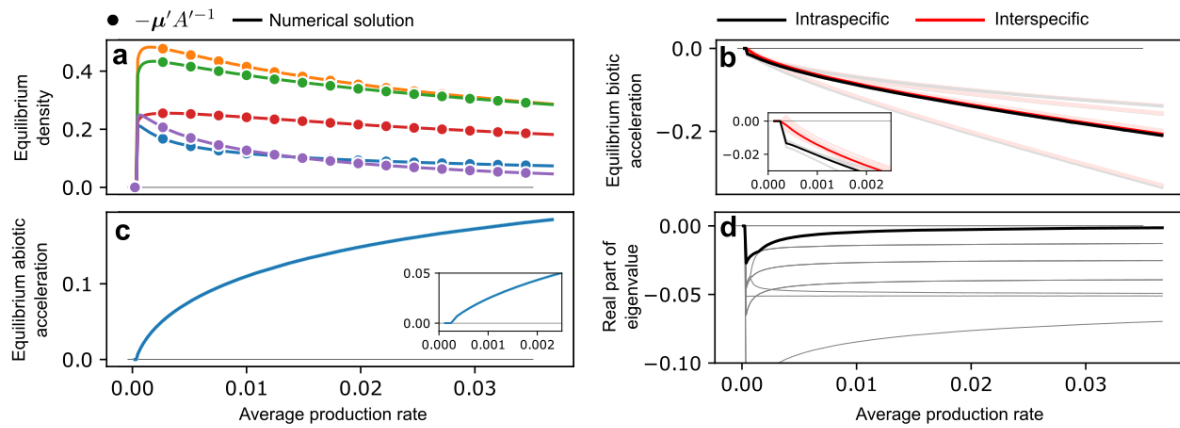 −μ′A′⁻¹ Numerical solution
Intraspecific Interspecific
a
Equilibrium
density
0.4
0.2
0.0
b
Equilibrium biotic
acceleration
0.0
−0.2
0.00
−0.02
0.000 0.001 0.002
c
Equilibrium abiotic
acceleration
0.1
0.0
0.05
0.00
0.000 0.001 0.002
0.00 0.01 0.02 0.03
Average production rate
d
Real part of
eigenvalue
0.00
−0.05
−0.10
0.00 0.01 0.02 0.03
Average production rate